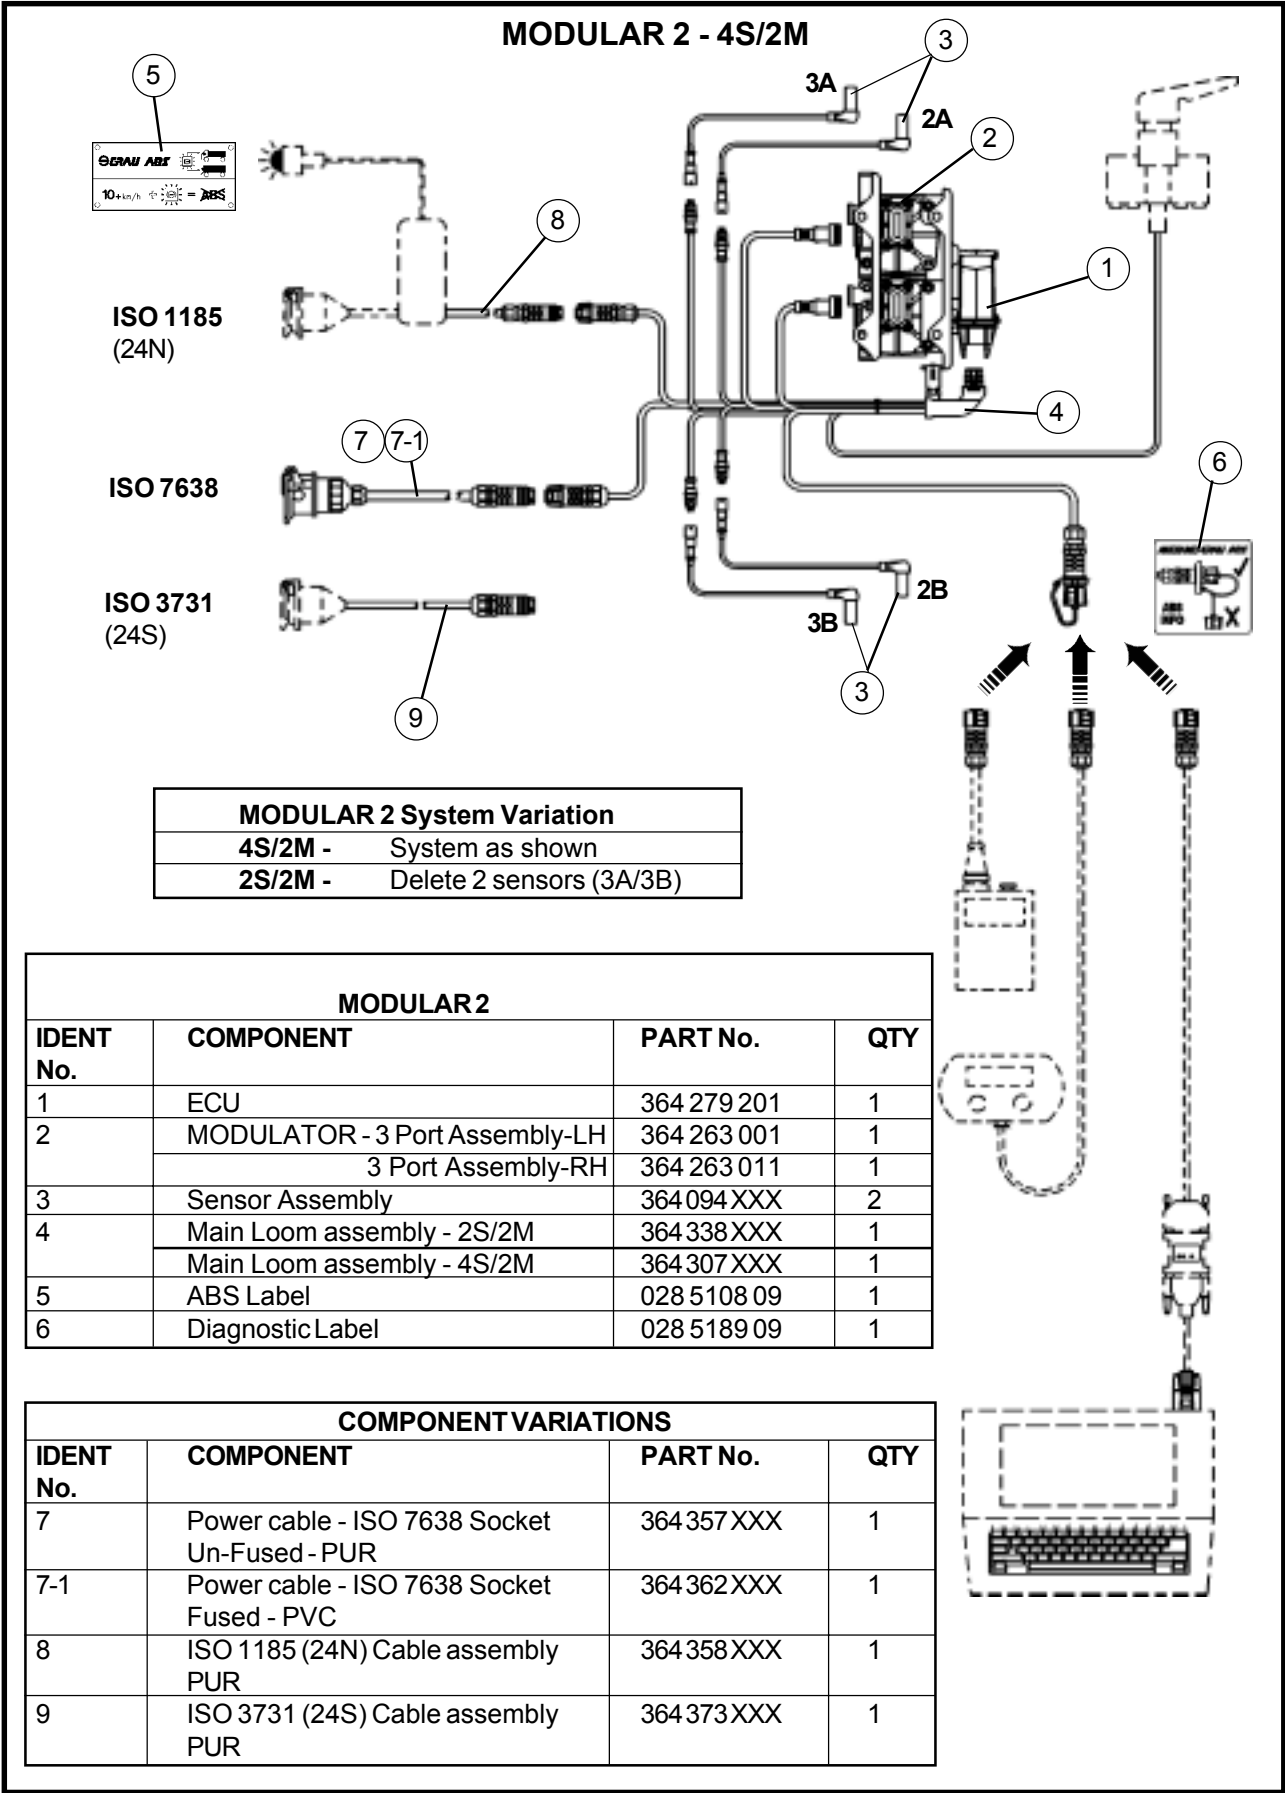 MODULAR 2 - 4S/2M
3
5
3A
2A
2
GRAU ABS
10+km/h + = ABS
8
1
ISO 1185
(24N)
4
7 7-1
6
ISO 7638
ABS
INFO
X
ISO 3731
(24S)
2B
3B
3
9
MODULAR 2 System Variation
4S/2M - System as shown
2S/2M - Delete 2 sensors (3A/3B)
MODULAR 2
IDENT No. COMPONENT PART No. QTY
1 ECU 364 279 201 1
2 MODULATOR - 3 Port Assembly-LH 364 263 001 1
3 Port Assembly-RH 364 263 011 1
3 Sensor Assembly 364 094 XXX 2
4 Main Loom assembly - 2S/2M 364 338 XXX 1
Main Loom assembly - 4S/2M 364 307 XXX 1
5 ABS Label 028 5108 09 1
6 Diagnostic Label 028 5189 09 1
COMPONENT VARIATIONS
IDENT No. COMPONENT PART No. QTY
7 Power cable - ISO 7638 Socket 364 357 XXX 1
Un-Fused - PUR
7-1 Power cable - ISO 7638 Socket 364 362 XXX 1
Fused - PVC
8 ISO 1185 (24N) Cable assembly 364 358 XXX 1
PUR
9 ISO 3731 (24S) Cable assembly 364 373 XXX 1
PUR